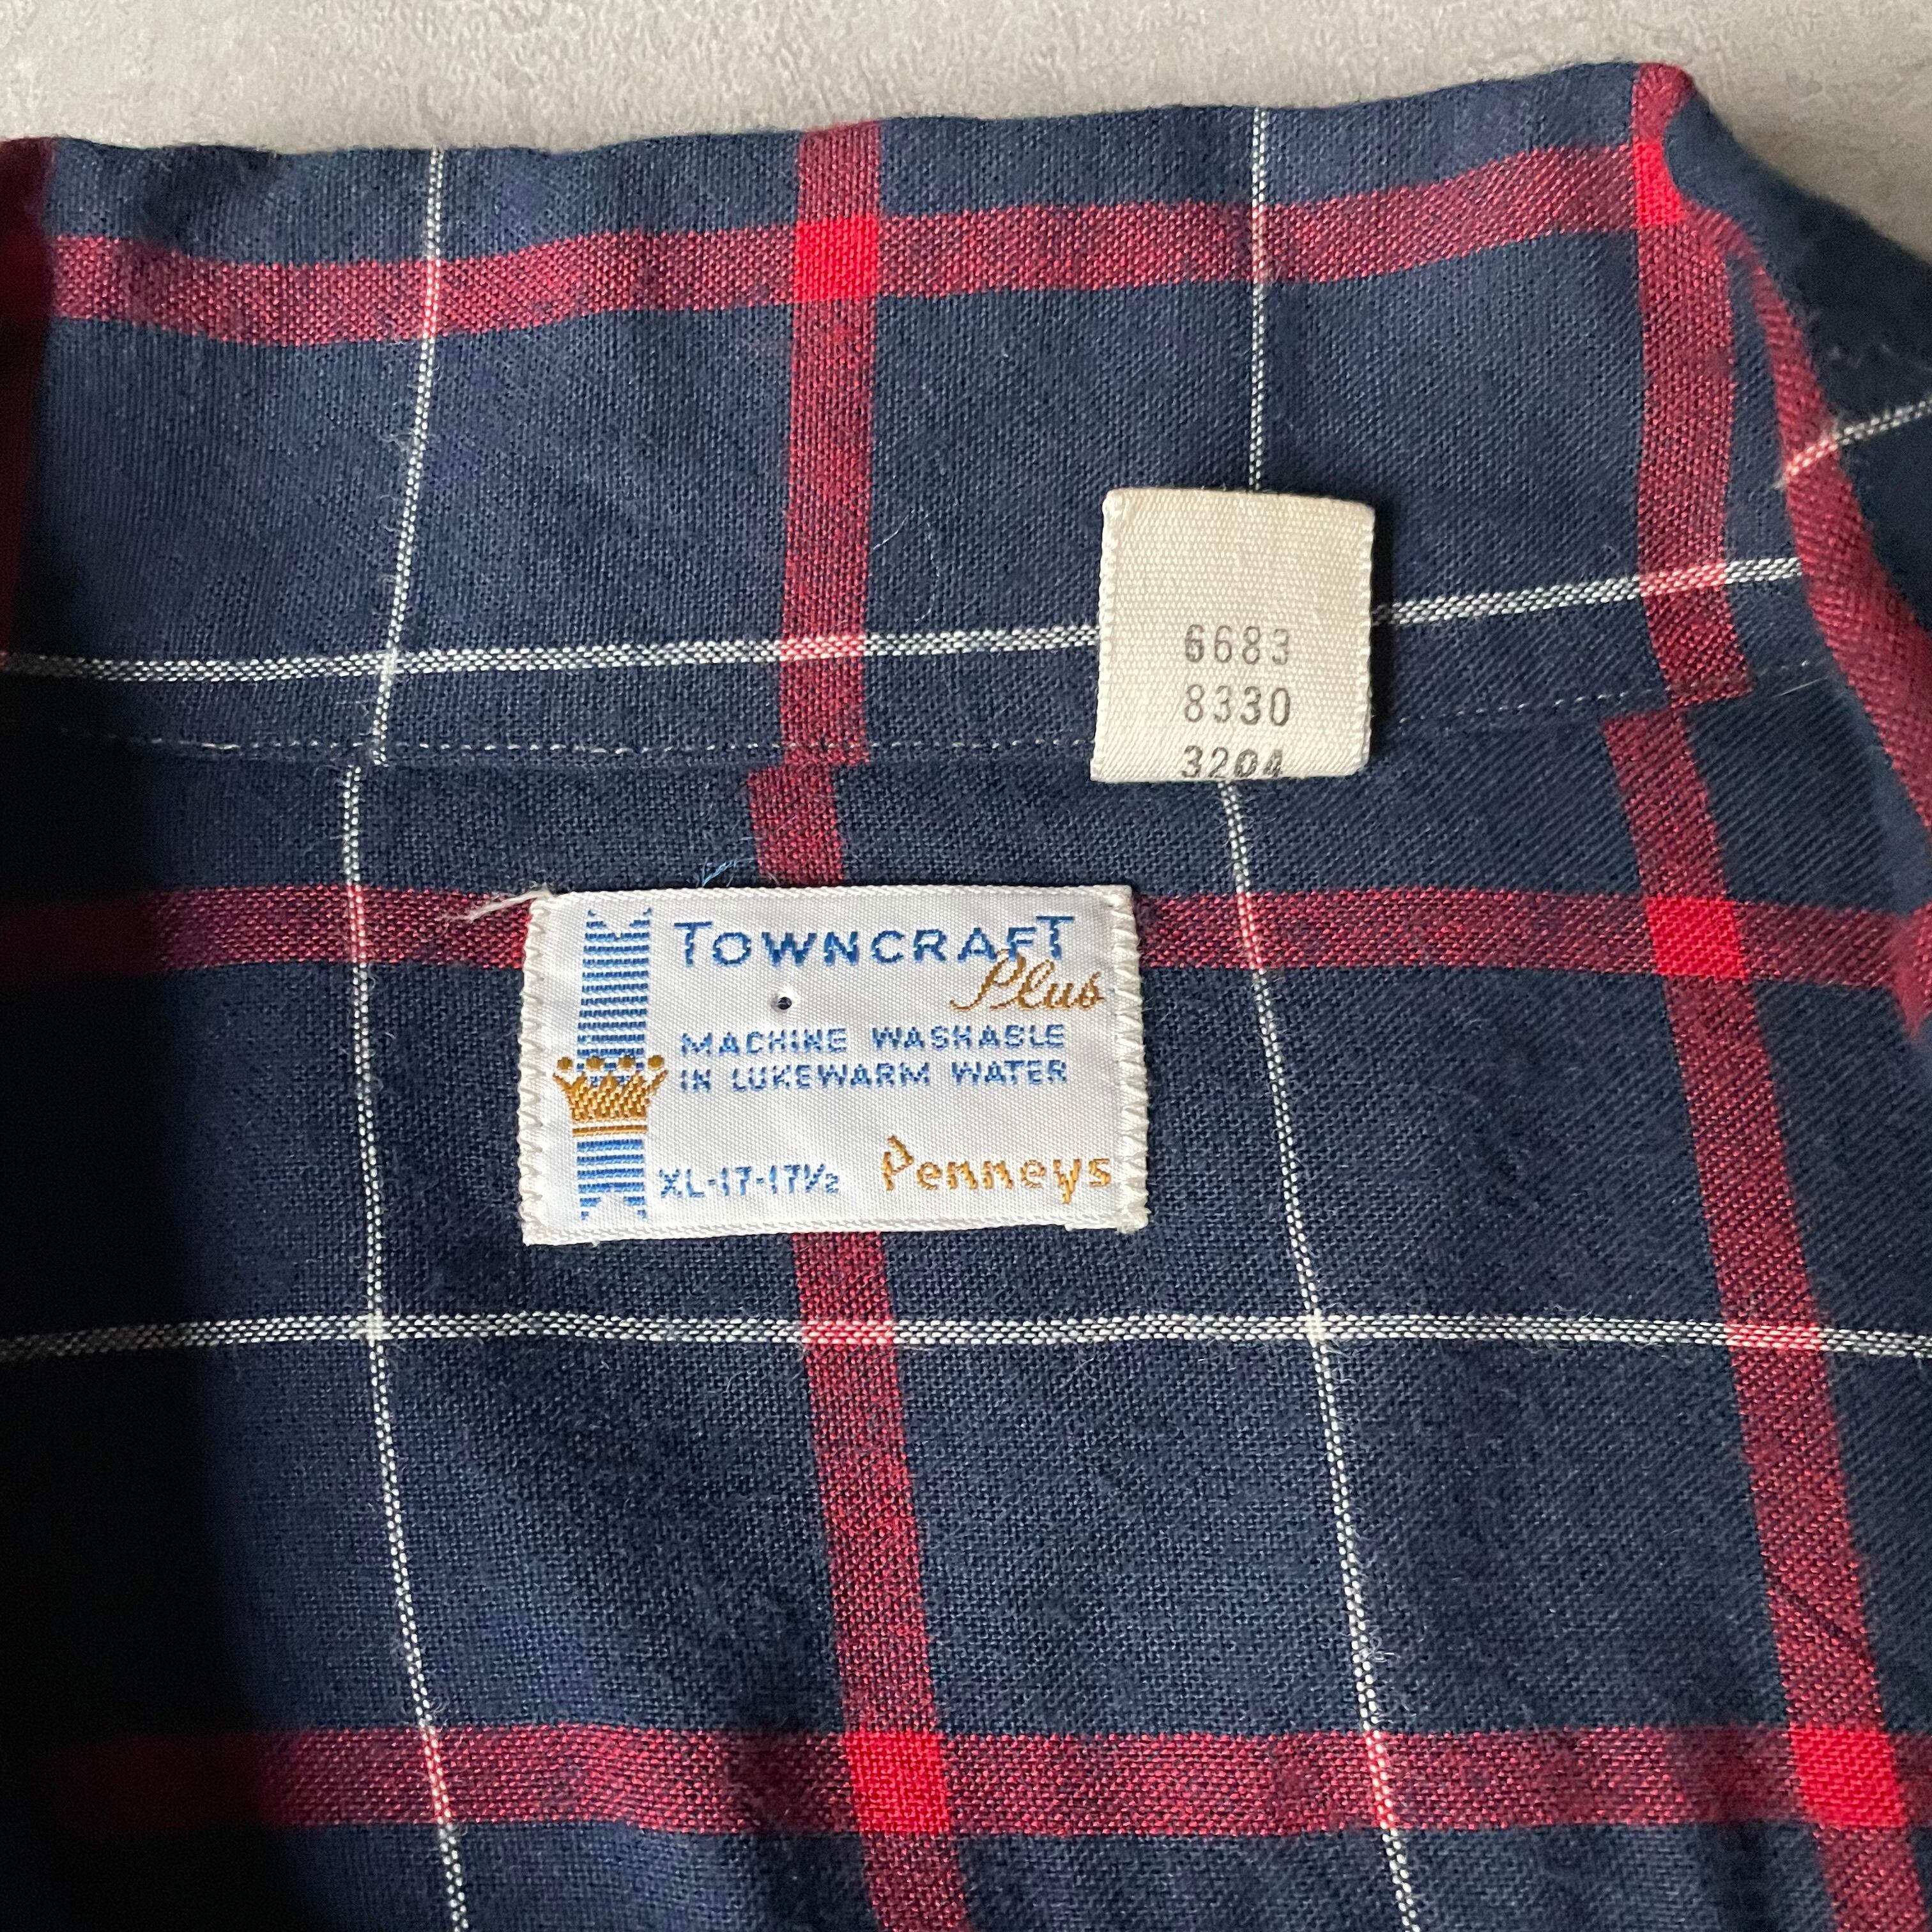 6683
8330
3204
TOWNCRAFT
Plus
MACHINE WASHABLE
IN LUKEWARM WATER
XL-17-17½ Penneys